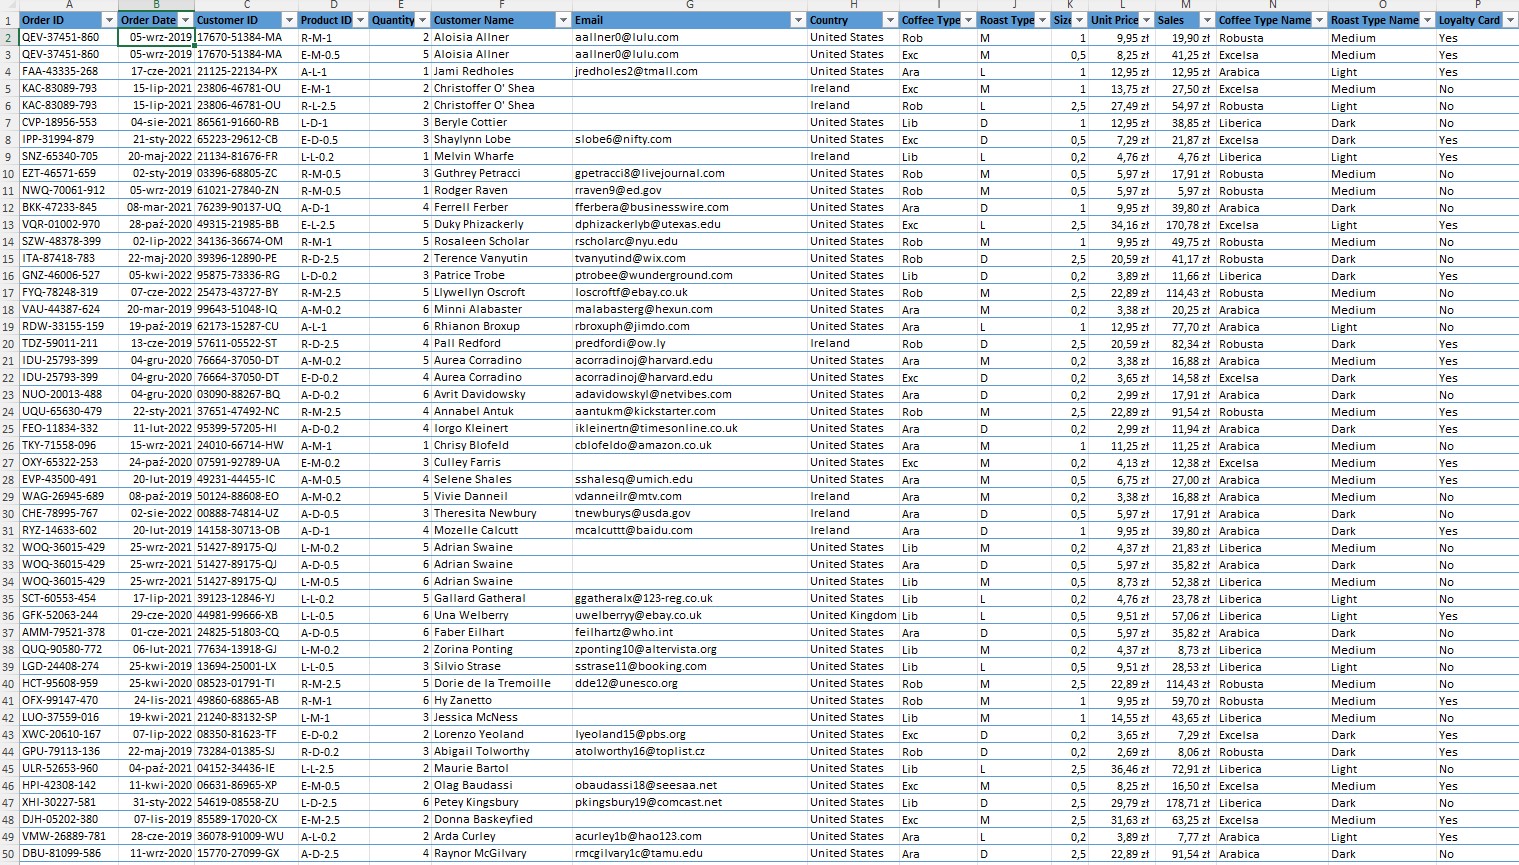 A B C D E F G H I J K L M N O P
1 Order ID Order Date Customer ID Product ID Quantity Customer Name Email Country Coffee Type Roast Type Size Unit Price Sales Coffee Type Name Roast Type Name Loyalty Card
2 QEV-37451-860 05-wrz-2019 17670-51384-MA R-M-1 2 Aloisia Allner aallner0@lulu.com United States Rob M 1 9,95 zł 19,90 zł Robusta Medium Yes
3 QEV-37451-860 05-wrz-2019 17670-51384-MA E-M-0.5 5 Aloisia Allner aallner0@lulu.com United States Exc M 0,5 8,25 zł 41,25 zł Excelsa Medium Yes
4 FAA-43335-268 17-cze-2021 21125-22134-PX A-L-1 1 Jami Redholes jredholes2@tmall.com United States Ara L 1 12,95 zł 12,95 zł Arabica Light Yes
5 KAC-83089-793 15-lip-2021 23806-46781-OU E-M-1 2 Christoffer O' Shea Ireland Exc M 1 13,75 zł 27,50 zł Excelsa Medium No
6 KAC-83089-793 15-lip-2021 23806-46781-OU R-L-2.5 2 Christoffer O' Shea Ireland Rob L 2,5 27,49 zł 54,97 zł Robusta Light No
7 CVP-18956-553 04-sie-2021 86561-91660-RB L-D-1 3 Beryle Cottier United States Lib D 1 12,95 zł 38,85 zł Liberica Dark No
8 IPP-31994-879 21-sty-2022 65223-29612-CB E-D-0.5 3 Shaylynn Lobe slobe6@nifty.com United States Exc D 0,5 7,29 zł 21,87 zł Excelsa Dark Yes
9 SNZ-65340-705 20-maj-2022 21134-81676-FR L-L-0.2 1 Melvin Wharfe Ireland Lib L 0,2 4,76 zł 4,76 zł Liberica Light Yes
10 EZT-46571-659 02-sty-2019 03396-68805-ZC R-M-0.5 3 Guthrey Petracci gpetracci8@livejournal.com United States Rob M 0,5 5,97 zł 17,91 zł Robusta Medium No
11 NWQ-70061-912 05-wrz-2019 61021-27840-ZN R-M-0.5 1 Rodger Raven rraven9@ed.gov United States Rob M 0,5 5,97 zł 5,97 zł Robusta Medium No
12 BKK-47233-845 08-mar-2021 76239-90137-UQ A-D-1 4 Ferrell Ferber fferbera@businesswire.com United States Ara D 1 9,95 zł 39,80 zł Arabica Dark No
13 VQR-01002-970 28-paź-2021 49315-21985-BB E-L-2.5 5 Duky Phizackerly dphizackerlyb@utexas.edu United States Exc L 2,5 34,16 zł 170,78 zł Excelsa Light Yes
14 SZW-48378-399 02-lip-2022 34136-36674-OM R-M-1 5 Rosaleen Scholar rscholarc@nyu.edu United States Rob M 1 9,95 zł 49,75 zł Robusta Medium No
15 ITA-87418-783 22-maj-2020 39396-12890-PE R-D-2.5 2 Terence Vanyutin tvanyutind@wix.com United States Rob D 2,5 20,59 zł 41,17 zł Robusta Dark No
16 GNZ-46006-527 05-kwi-2022 95875-73336-RG L-D-0.2 3 Patrice Trobe ptrobee@wunderground.com United States Lib D 0,2 3,89 zł 11,66 zł Liberica Dark Yes
17 FYQ-78248-319 07-cze-2022 25473-43727-BY R-M-2.5 5 Llywellyn Oscroft loscroftf@ebay.co.uk United States Rob M 2,5 22,89 zł 114,43 zł Robusta Medium No
18 VAU-44387-624 20-mar-2019 99643-51048-IQ A-M-0.2 6 Minni Alabaster malabasterg@hexun.com United States Ara M 0,2 3,38 zł 20,25 zł Arabica Medium No
19 RDW-33155-159 19-paź-2019 62173-15287-CU A-L-1 6 Rhianon Broxup rbroxuph@jimdo.com United States Ara L 1 12,95 zł 77,70 zł Arabica Light No
20 TDZ-59011-211 13-cze-2019 57611-05522-ST R-D-2.5 4 Pall Redford predfordi@ow.ly Ireland Rob D 2,5 20,59 zł 82,34 zł Robusta Dark Yes
21 IDU-25793-399 04-gru-2020 76664-37050-DT A-M-0.2 5 Aurea Corradino acorradinoj@harvard.edu United States Ara M 0,2 3,38 zł 16,88 zł Arabica Medium Yes
22 IDU-25793-399 04-gru-2020 76664-37050-DT E-D-0.2 4 Aurea Corradino acorradinoj@harvard.edu United States Exc D 0,2 3,65 zł 14,58 zł Excelsa Dark Yes
23 NUO-20013-488 04-gru-2020 03090-88267-BQ A-D-0.2 6 Avrit Davidowsky adavidowskyl@netvibes.com United States Ara D 0,2 2,99 zł 17,91 zł Arabica Dark No
24 UQU-65630-479 22-sty-2021 37651-47492-NC R-M-2.5 4 Annabel Antuk aantukm@kickstarter.com United States Rob M 2,5 22,89 zł 91,54 zł Robusta Medium Yes
25 FEO-11834-332 11-lut-2022 95399-57205-HI A-D-0.2 4 Iorgo Kleinert ikleinertn@timesonline.co.uk United States Ara D 0,2 2,99 zł 11,94 zł Arabica Dark Yes
26 TKY-71558-096 15-wrz-2021 24010-66714-HW A-M-1 1 Chrisy Blofeld cblofeldo@amazon.co.uk United States Ara M 1 11,25 zł 11,25 zł Arabica Medium No
27 OXY-65322-253 24-paź-2020 07591-92789-UA E-M-0.2 3 Culley Farris United States Exc M 0,2 4,13 zł 12,38 zł Excelsa Medium Yes
28 EVP-43500-491 20-lut-2019 49231-44455-IC A-M-0.5 4 Selene Shales sshalesq@umich.edu United States Ara M 0,5 6,75 zł 27,00 zł Arabica Medium Yes
29 WAG-26945-689 08-paź-2019 50124-88608-EO A-M-0.2 5 Vivie Danneil vdanneilr@mtv.com Ireland Ara M 0,2 3,38 zł 16,88 zł Arabica Medium No
30 CHE-78995-767 02-sie-2022 00888-74814-UZ A-D-0.5 3 Theresita Newbury tnewburys@usda.gov Ireland Ara D 0,5 5,97 zł 17,91 zł Arabica Dark No
31 RYZ-14633-602 20-lut-2019 14158-30713-OB A-D-1 4 Mozelle Calcutt mcalcuttt@baidu.com Ireland Ara D 1 9,95 zł 39,80 zł Arabica Dark Yes
32 WOQ-36015-429 25-wrz-2021 51427-89175-QJ L-M-0.2 5 Adrian Swaine United States Lib M 0,2 4,37 zł 21,83 zł Liberica Medium No
33 WOQ-36015-429 25-wrz-2021 51427-89175-QJ A-D-0.5 6 Adrian Swaine United States Ara D 0,5 5,97 zł 35,82 zł Arabica Dark No
34 WOQ-36015-429 25-wrz-2021 51427-89175-QJ L-M-0.5 6 Adrian Swaine United States Lib M 0,5 8,73 zł 52,38 zł Liberica Medium No
35 SCT-60553-454 17-lip-2021 39123-12846-YJ L-L-0.2 5 Gallard Gatheral ggatheralx@123-reg.co.uk United States Lib L 0,2 4,76 zł 23,78 zł Liberica Light No
36 GFK-52063-244 29-cze-2020 44981-99666-XB L-L-0.5 6 Una Welberry uwelberryy@ebay.co.uk United Kingdom Lib L 0,5 9,51 zł 57,06 zł Liberica Light Yes
37 AMM-79521-378 01-cze-2021 24825-51803-CQ A-D-0.5 6 Faber Eilhart feilhartz@who.int United States Ara D 0,5 5,97 zł 35,82 zł Arabica Dark No
38 QUQ-90580-772 06-lut-2021 77634-13918-GJ L-M-0.2 2 Zorina Ponting zponting10@altervista.org United States Lib M 0,2 4,37 zł 8,73 zł Liberica Medium No
39 LGD-24408-274 25-kwi-2019 13694-25001-LX L-L-0.5 3 Silvio Strase sstrase11@booking.com United States Lib L 0,5 9,51 zł 28,53 zł Liberica Light No
40 HCT-95608-959 25-kwi-2020 08523-01791-TI R-M-2.5 5 Dorie de la Tremoille dde12@unesco.org United States Rob M 2,5 22,89 zł 114,43 zł Robusta Medium No
41 OFX-99147-470 24-lis-2021 49860-68865-AB R-M-1 6 Hy Zanetto United States Rob M 1 9,95 zł 59,70 zł Robusta Medium Yes
42 LUO-37559-016 19-kwi-2021 21240-83132-SP L-M-1 3 Jessica McNess United States Lib M 1 14,55 zł 43,65 zł Liberica Medium No
43 XWC-20610-167 07-lip-2022 08350-81623-TF E-D-0.2 2 Lorenzo Yeoland lyeoland15@pbs.org United States Exc D 0,2 3,65 zł 7,29 zł Excelsa Dark Yes
44 GPU-79113-136 22-maj-2019 73284-01385-SJ R-D-0.2 3 Abigail Tolworthy atolworthy16@toplist.cz United States Rob D 0,2 2,69 zł 8,06 zł Robusta Dark Yes
45 ULR-52653-960 04-paź-2021 04152-34436-IE L-L-2.5 2 Maurie Bartol United States Lib L 2,5 36,46 zł 72,91 zł Liberica Light No
46 HPI-42308-142 11-kwi-2020 06631-86965-XP E-M-0.5 2 Olag Baudassi obaudassi18@seesaa.net United States Exc M 0,5 8,25 zł 16,50 zł Excelsa Medium Yes
47 XHI-30227-581 31-sty-2022 54619-08558-ZU L-D-2.5 6 Petey Kingsbury pkingsbury19@comcast.net United States Lib D 2,5 29,79 zł 178,71 zł Liberica Dark No
48 DJH-05202-380 07-lis-2019 85589-17020-CX E-M-2.5 2 Donna Baskeyfied United States Exc M 2,5 31,63 zł 63,25 zł Excelsa Medium Yes
49 VMW-26889-781 28-cze-2019 36078-91009-WU A-L-0.2 2 Arda Curley acurley1b@hao123.com United States Ara L 0,2 3,89 zł 7,77 zł Arabica Light Yes
50 DBU-81099-586 11-wrz-2020 15770-27099-GX A-D-2.5 4 Raynor McGilvary rmcgilvary1c@tamu.edu United States Ara D 2,5 22,89 zł 91,54 zł Arabica Dark No